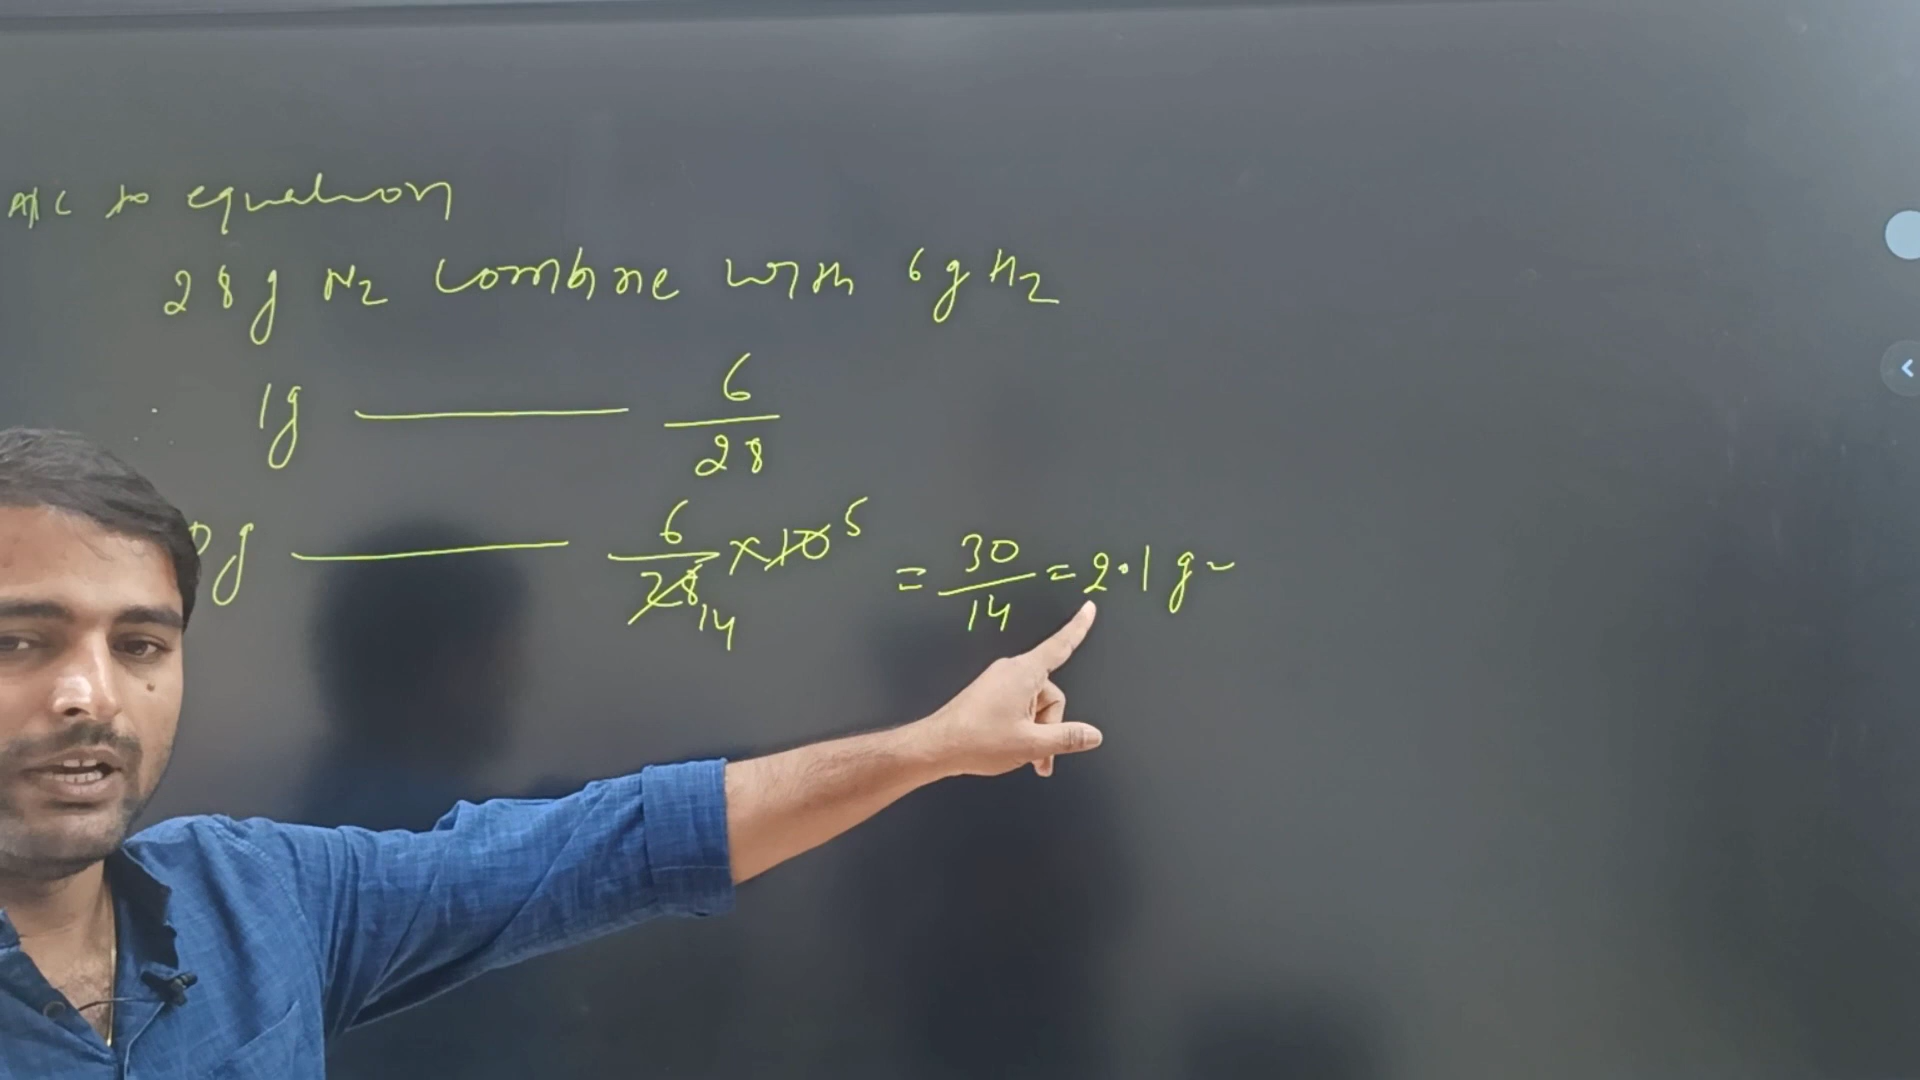 A/C to equation
28g N2 combine with 6g H2
1g —— 6/28
0g —— 6/28 14 ×10 5 = 30/14 = 2.1 g